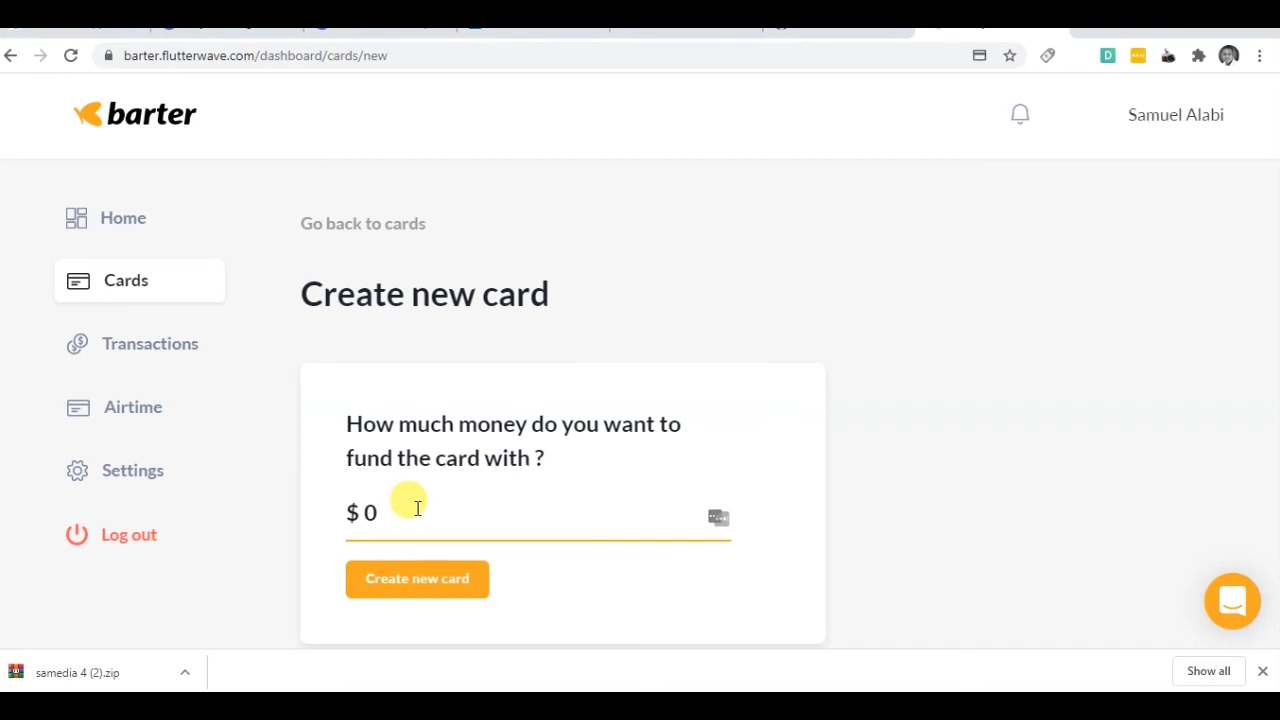 barter.flutterwave.com/dashboard/cards/new
D
barter
Samuel Alabi
Home
Go back to cards
Cards
Create new card
Transactions
How much money do you want to
Airtime
fund the card with ?
Settings
$ 0
Log out
Create new card
samedia 4 (2).zip
Show all